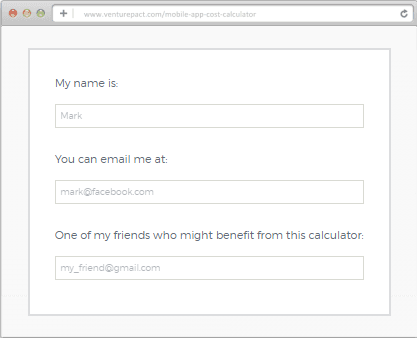 www.venturepact.com/mobile-app-cost-calculator
My name is:
Mark
You can email me at:
mark@facebook.com
One of my friends who might benefit from this calculator:
my_friend@gmail.com